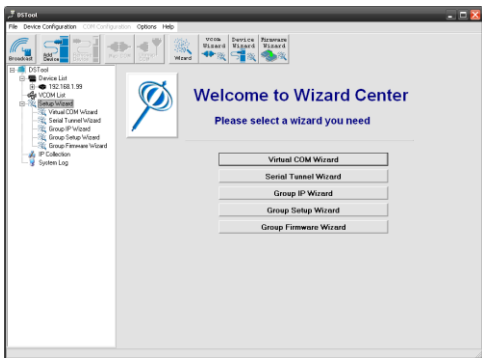 DSTool
File Device Configuration COM Configuration Options Help
Broadcast Add Device Wizard VCOM Wizard Device Wizard Firmware Wizard
DSTool
Device List
192.168.1.99
VCOM List
Setup Wizard
Virtual COM Wizard
Serial Tunnel Wizard
Group IP Wizard
Group Setup Wizard
Group Firmware Wizard
IP Collection
System Log
Welcome to Wizard Center
Please select a wizard you need
Virtual COM Wizard
Serial Tunnel Wizard
Group IP Wizard
Group Setup Wizard
Group Firmware Wizard